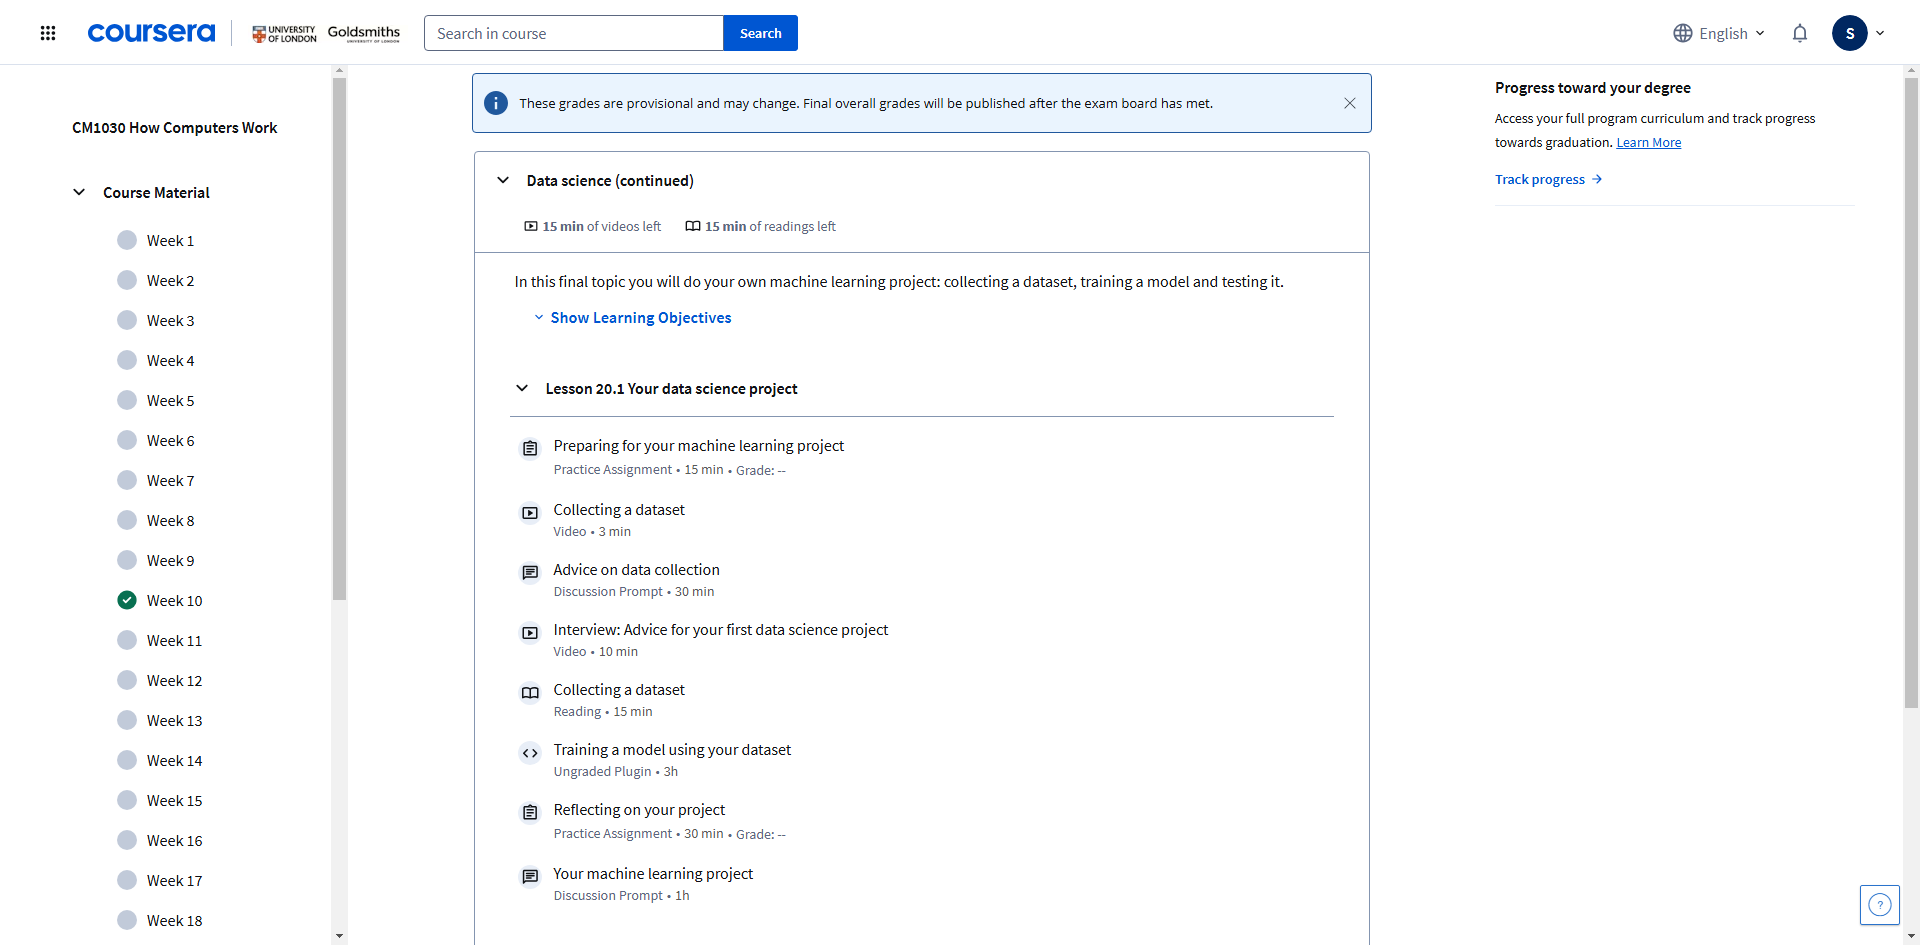 coursera
UNIVERSITY
OF LONDON
Goldsmiths
UNIVERSITY OF LONDON
Search in course
Search
English
S
CM1030 How Computers Work
Course Material
Week 1
Week 2
Week 3
Week 4
Week 5
Week 6
Week 7
Week 8
Week 9
Week 10
Week 11
Week 12
Week 13
Week 14
Week 15
Week 16
Week 17
Week 18
These grades are provisional and may change. Final overall grades will be published after the exam board has met.
Data science (continued)
15 min of videos left
15 min of readings left
In this final topic you will do your own machine learning project: collecting a dataset, training a model and testing it.
Show Learning Objectives
Lesson 20.1 Your data science project
Preparing for your machine learning project
Practice Assignment • 15 min • Grade: --
Collecting a dataset
Video • 3 min
Advice on data collection
Discussion Prompt • 30 min
Interview: Advice for your first data science project
Video • 10 min
Collecting a dataset
Reading • 15 min
Training a model using your dataset
Ungraded Plugin • 3h
Reflecting on your project
Practice Assignment • 30 min • Grade: --
Your machine learning project
Discussion Prompt • 1h
Progress toward your degree
Access your full program curriculum and track progress
towards graduation. Learn More
Track progress →
?